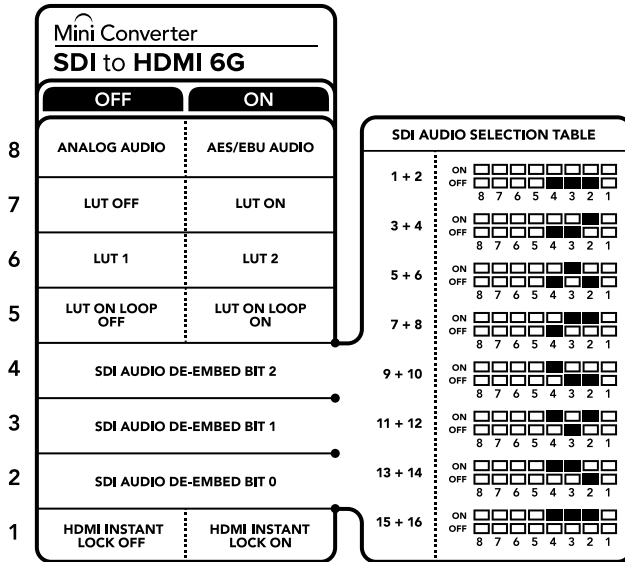 Mini Converter
SDI to HDMI 6G
OFF ON
8 ANALOG AUDIO AES/EBU AUDIO
7 LUT OFF LUT ON
6 LUT 1 LUT 2
5 LUT ON LOOP OFF LUT ON LOOP ON
4 SDI AUDIO DE-EMBED BIT 2
3 SDI AUDIO DE-EMBED BIT 1
2 SDI AUDIO DE-EMBED BIT 0
1 HDMI INSTANT LOCK OFF HDMI INSTANT LOCK ON
SDI AUDIO SELECTION TABLE
1 + 2
ON
OFF
8 7 6 5 4 3 2 1
3 + 4
ON
OFF
8 7 6 5 4 3 2 1
5 + 6
ON
OFF
8 7 6 5 4 3 2 1
7 + 8
ON
OFF
8 7 6 5 4 3 2 1
9 + 10
ON
OFF
8 7 6 5 4 3 2 1
11 + 12
ON
OFF
8 7 6 5 4 3 2 1
13 + 14
ON
OFF
8 7 6 5 4 3 2 1
15 + 16
ON
OFF
8 7 6 5 4 3 2 1